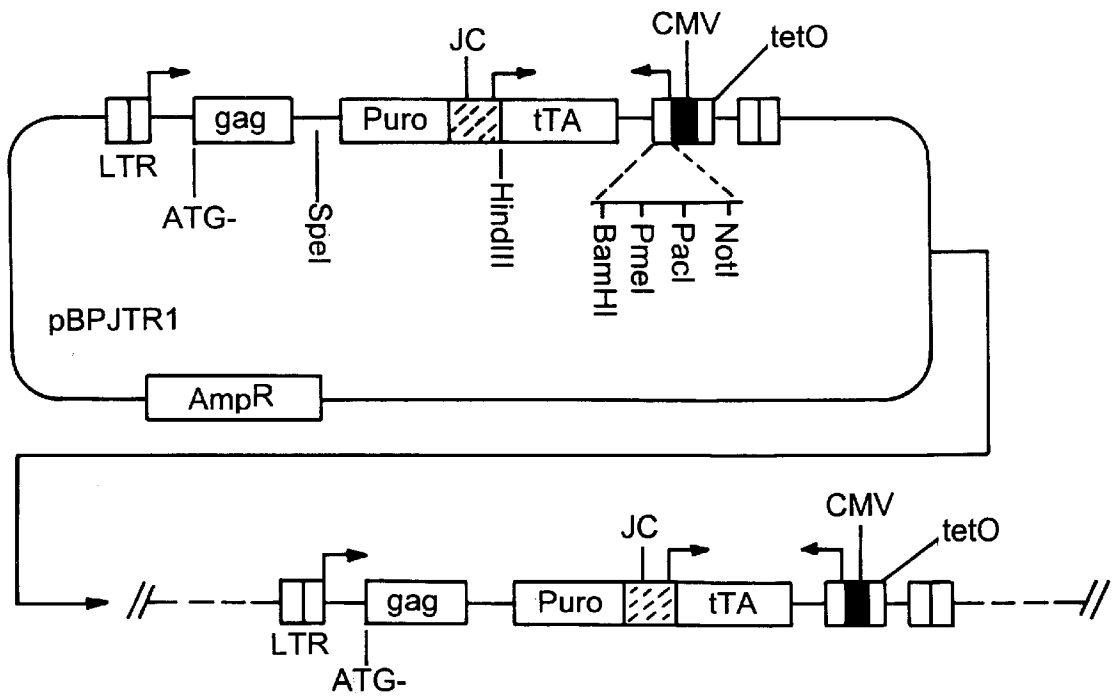 CMV
tetO
JC
gag
Puro
tTA
LTR
ATG-
SpeI
HindIII
BamHI
PmeI
PacI
NotI
pBPJTR1
AmpR
CMV
tetO
JC
gag
Puro
tTA
LTR
ATG-